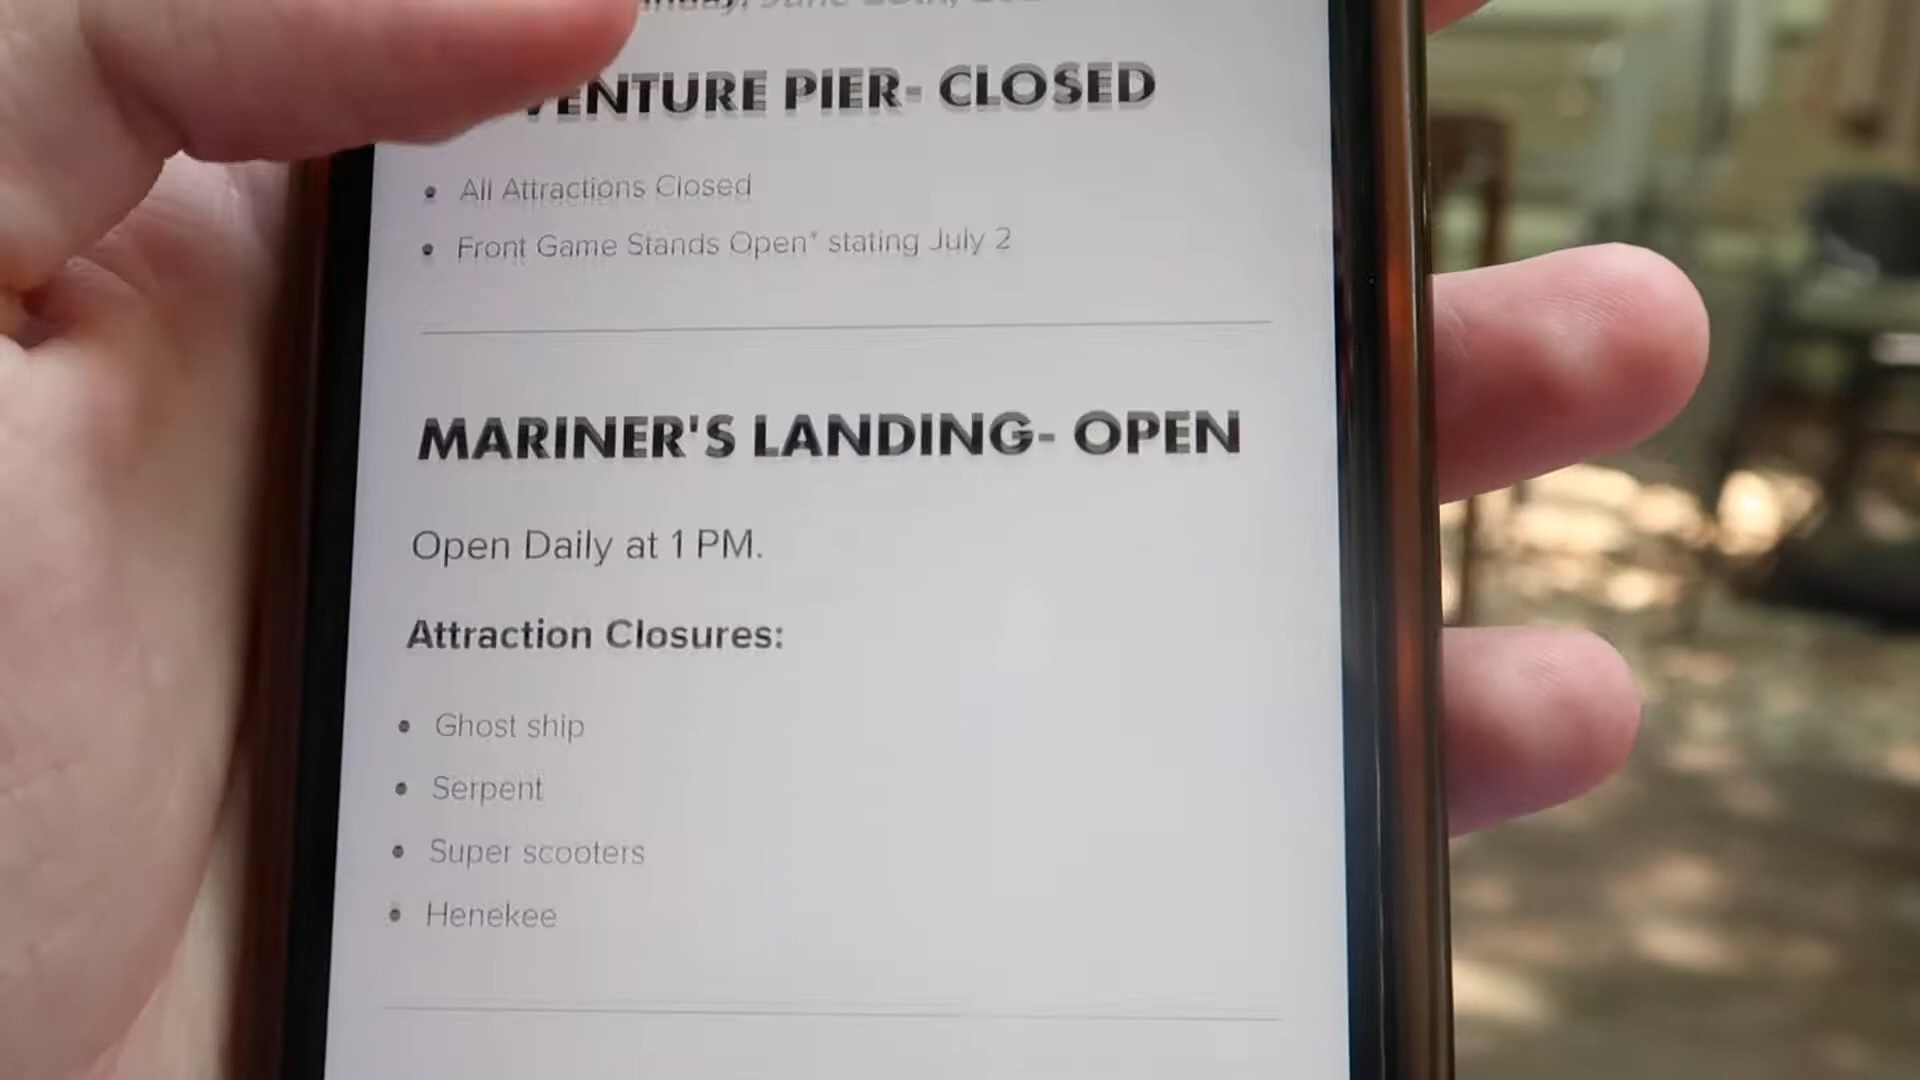 PIER- CLOSED
• All Attractions Closed
• Front Game Stands Open* stating July 2
MARINER'S LANDING- OPEN
Open Daily at 1 PM.
Attraction Closures:
• Ghost ship
• Serpent
• Super scooters
• Henekee